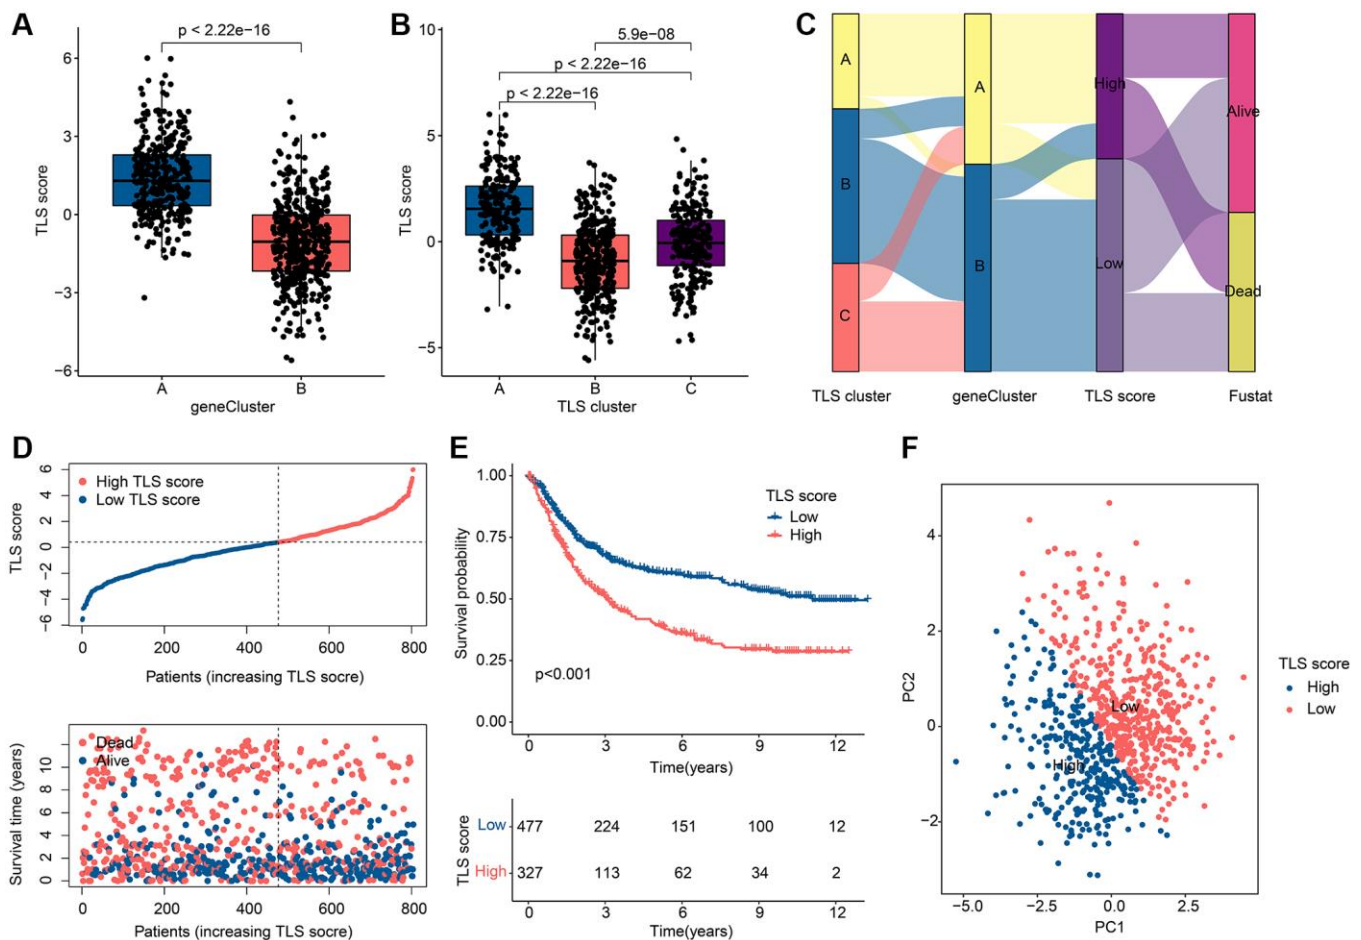 A
p < 2.22e−16
TLS score
6
3
0
−3
−6
A B
geneCluster
B
5.9e−08
p < 2.22e−16
p < 2.22e−16
TLS score
10
5
0
−5
A B C
TLS cluster
C
A A High Alive
B B Low Dead
C
TLS cluster geneCluster TLS score Fustat
D
TLS score
6
4
2
0
−2
−4
−6
High TLS score
Low TLS score
0 200 400 600 800
Patients (increasing TLS socre)
Survival time (years)
10
8
6
4
2
0
Dead
Alive
0 200 400 600 800
Patients (increasing TLS socre)
E
Survival probability
1.00
0.75
0.50
0.25
0.00
TLS score
Low
High
p<0.001
0 3 6 9 12
Time(years)
TLS score
Low 477 224 151 100 12
High 327 113 62 34 2
0 3 6 9 12
Time(years)
F
PC2
4
2
0
−2
Low
High
−5.0 −2.5 0.0 2.5
PC1
TLS score
High
Low